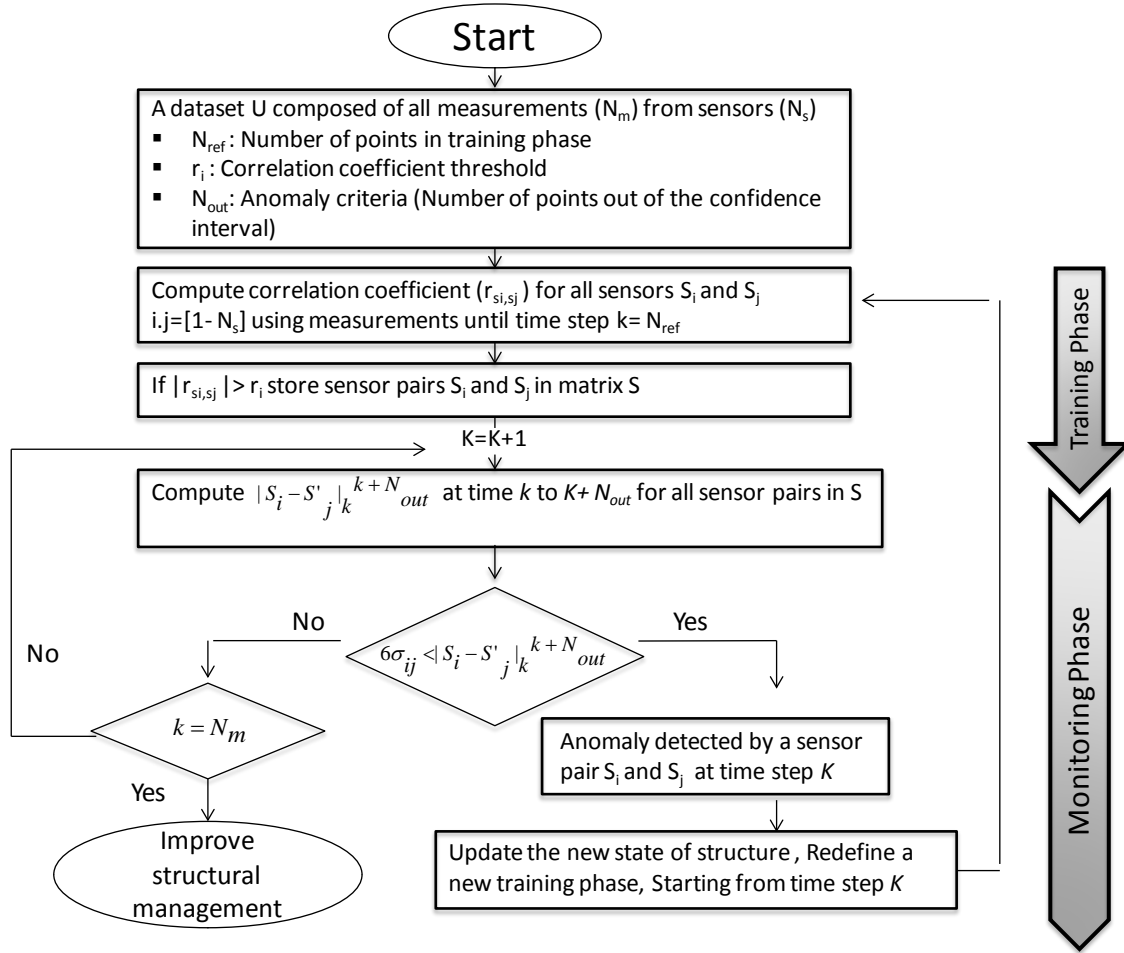 Start
A dataset U composed of all measurements (Nm) from sensors (Ns)
▪ Nref : Number of points in training phase
▪ ri : Correlation coefficient threshold
▪ Nout: Anomaly criteria (Number of points out of the confidence
interval)
Compute correlation coefficient (rsi,sj ) for all sensors Si and Sj
i.j=[1- Ns] using measurements until time step k= Nref
If |rsi,sj |> ri store sensor pairs Si and Sj in matrix S
K=K+1
Compute | Si – S'j |k k + Nout at time k to K+ Nout for all sensor pairs in S
No
Yes
6σij <| Si – S'j |k k + Nout
No
k = Nm
Yes
Improve
structural
management
Anomaly detected by a sensor
pair Si and Sj at time step K
Update the new state of structure , Redefine a
new training phase, Starting from time step K
Training Phase
Monitoring Phase